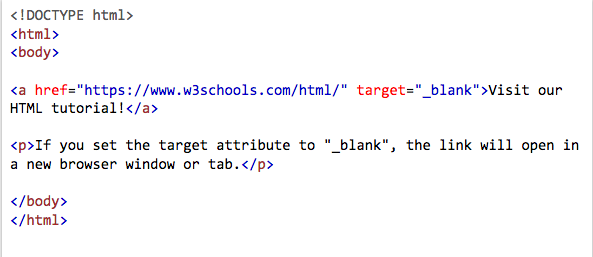 <!DOCTYPE html>
<html>
<body>
<a href="https://www.w3schools.com/html/" target="_blank">Visit our
HTML tutorial!</a>
<p>If you set the target attribute to "_blank", the link will open in
a new browser window or tab.</p>
</body>
</html>